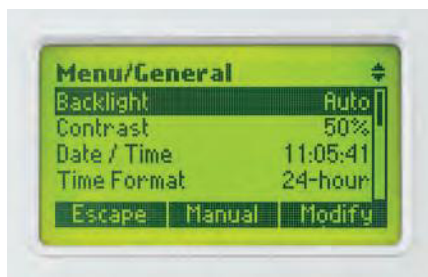 Menu/General
Backlight Auto
Contrast 50%
Date / Time 11:05:41
Time Format 24-hour
Escape Manual Modify